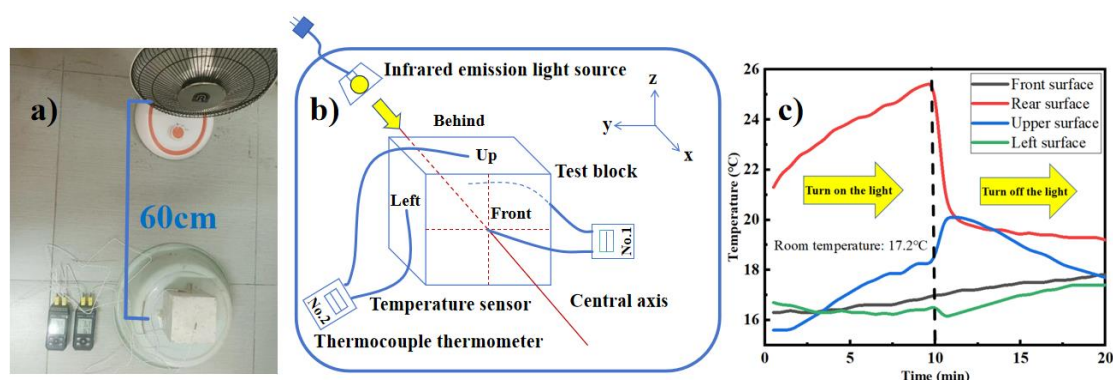 a)
60cm
b)
Infrared emission light source
Behind
Up
Test block
Left
Front
No.1
No.2
Temperature sensor
Central axis
Thermocouple thermometer
z
y
x
c)
Front surface
Rear surface
Upper surface
Left surface
Turn on the light
Turn off the light
Room temperature: 17.2°C
Temperature (°C)
26
24
22
20
18
16
0
5
10
15
20
Time (min)